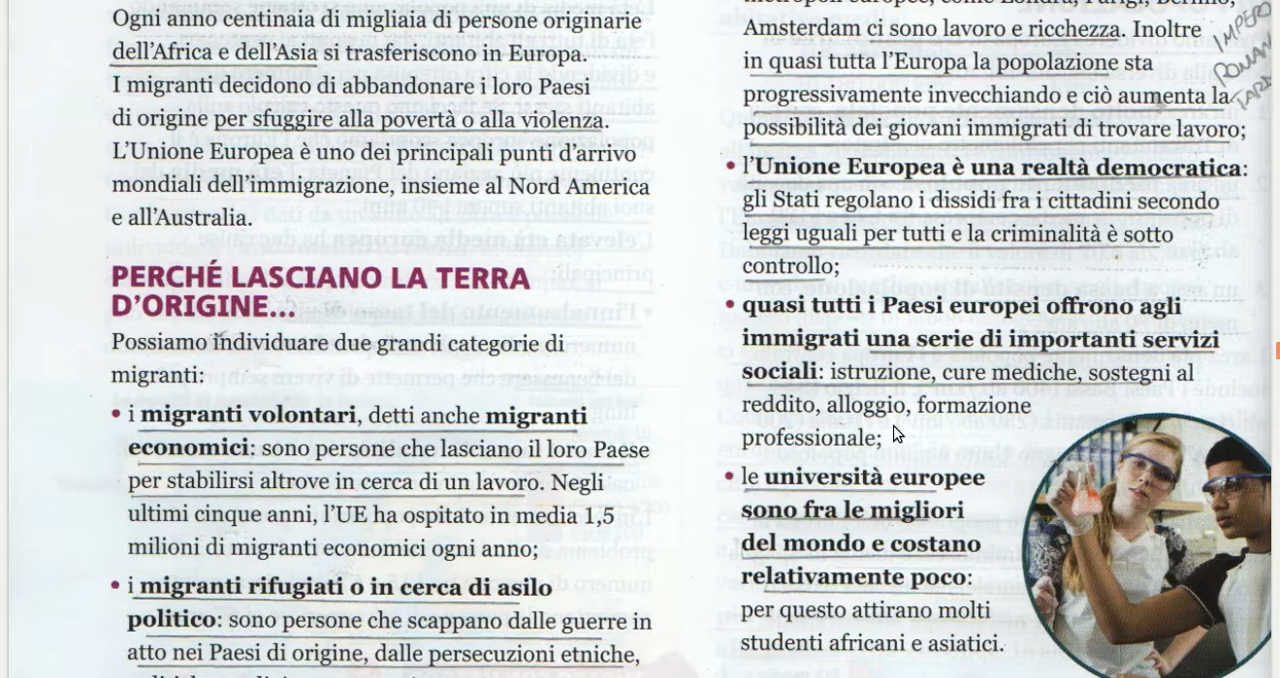 Ogni anno centinaia di migliaia di persone originarie
dell'Africa e dell'Asia si trasferiscono in Europa.
I migranti decidono di abbandonare i loro Paesi
di origine per sfuggire alla povertà o alla violenza.
L'Unione Europea è uno dei principali punti d'arrivo
mondiali dell'immigrazione, insieme al Nord America
e all'Australia.
PERCHÉ LASCIANO LA TERRA
D'ORIGINE...
Possiamo individuare due grandi categorie di
migranti:
• i migranti volontari, detti anche migranti
economici: sono persone che lasciano il loro Paese
per stabilirsi altrove in cerca di un lavoro. Negli
ultimi cinque anni, l'UE ha ospitato in media 1,5
milioni di migranti economici ogni anno;
• i migranti rifugiati o in cerca di asilo
politico: sono persone che scappano dalle guerre in
atto nei Paesi di origine, dalle persecuzioni etniche,
Amsterdam ci sono lavoro e ricchezza. Inoltre
in quasi tutta l'Europa la popolazione sta
progressivamente invecchiando e ciò aumenta la
possibilità dei giovani immigrati di trovare lavoro;
• l'Unione Europea è una realtà democratica:
gli Stati regolano i dissidi fra i cittadini secondo
leggi uguali per tutti e la criminalità è sotto
controllo;
• quasi tutti i Paesi europei offrono agli
immigrati una serie di importanti servizi
sociali: istruzione, cure mediche, sostegni al
reddito, alloggio, formazione
professionale;
• le università europee
sono fra le migliori
del mondo e costano
relativamente poco:
per questo attirano molti
studenti africani e asiatici.
IMPERO
ROMAN